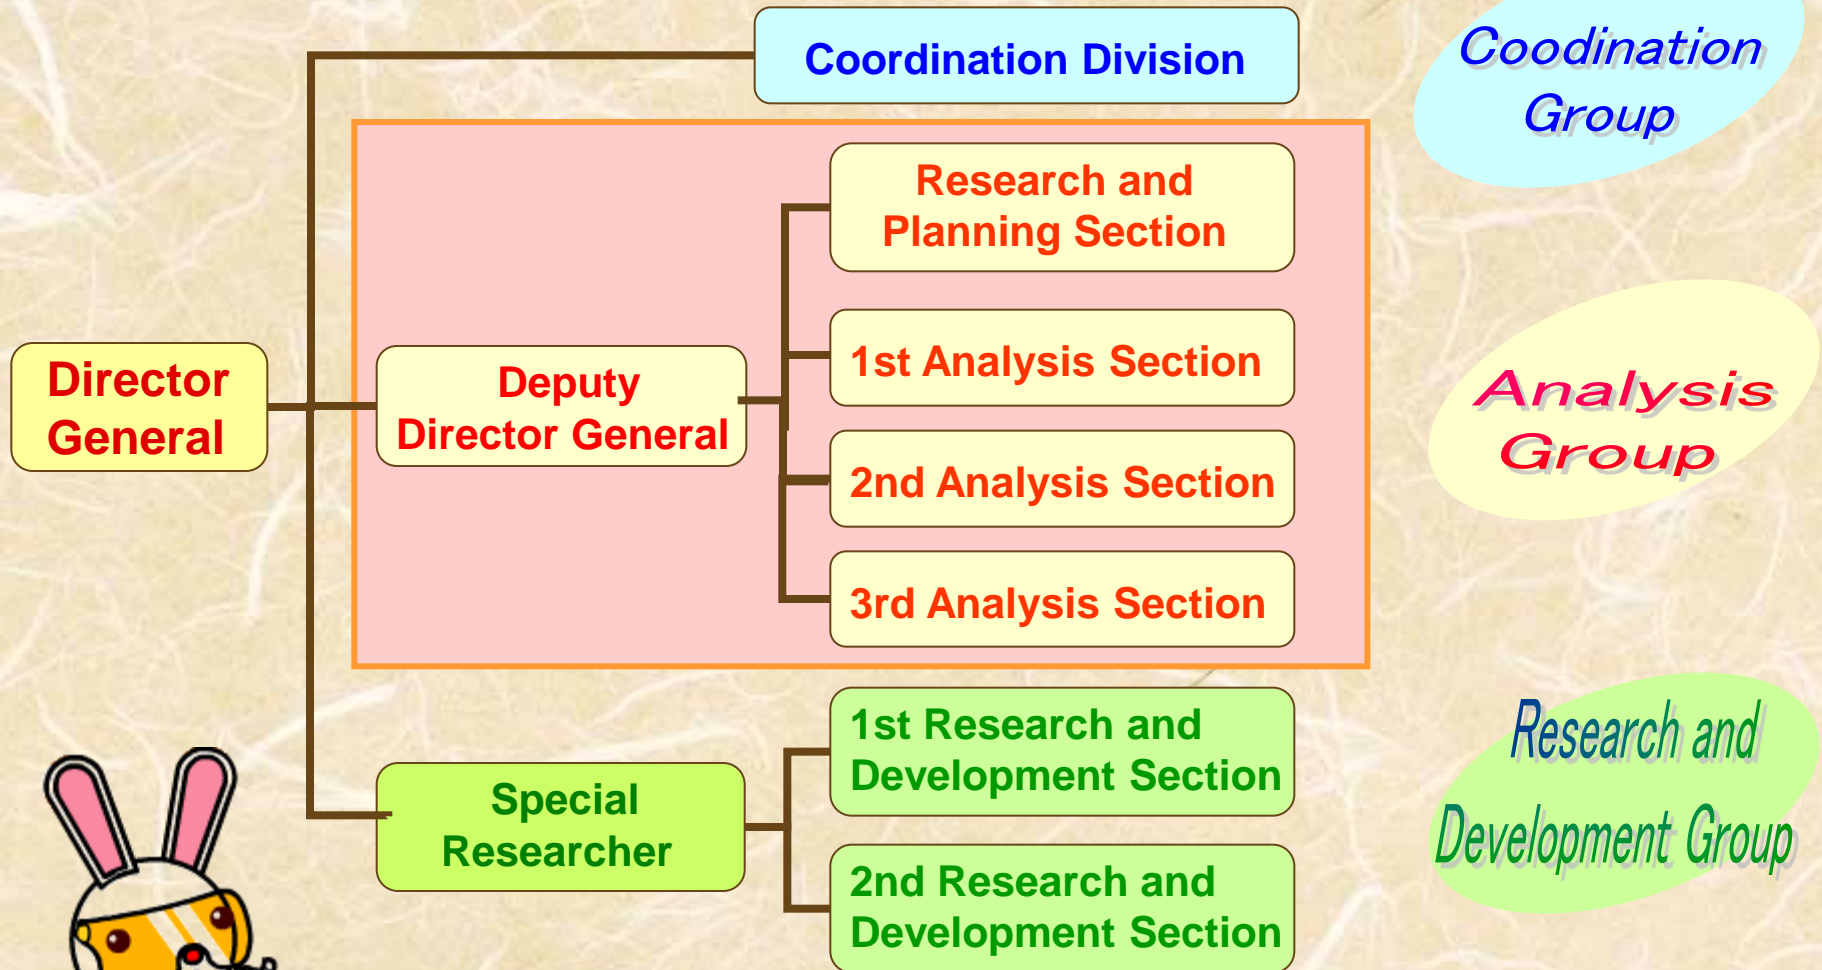 Coordination Division
Coodination
Group
Research and
Planning Section
Director
General
Deputy
Director General
1st Analysis Section
2nd Analysis Section
3rd Analysis Section
Analysis
Group
Special
Researcher
1st Research and
Development Section
2nd Research and
Development Section
Research and
Development Group